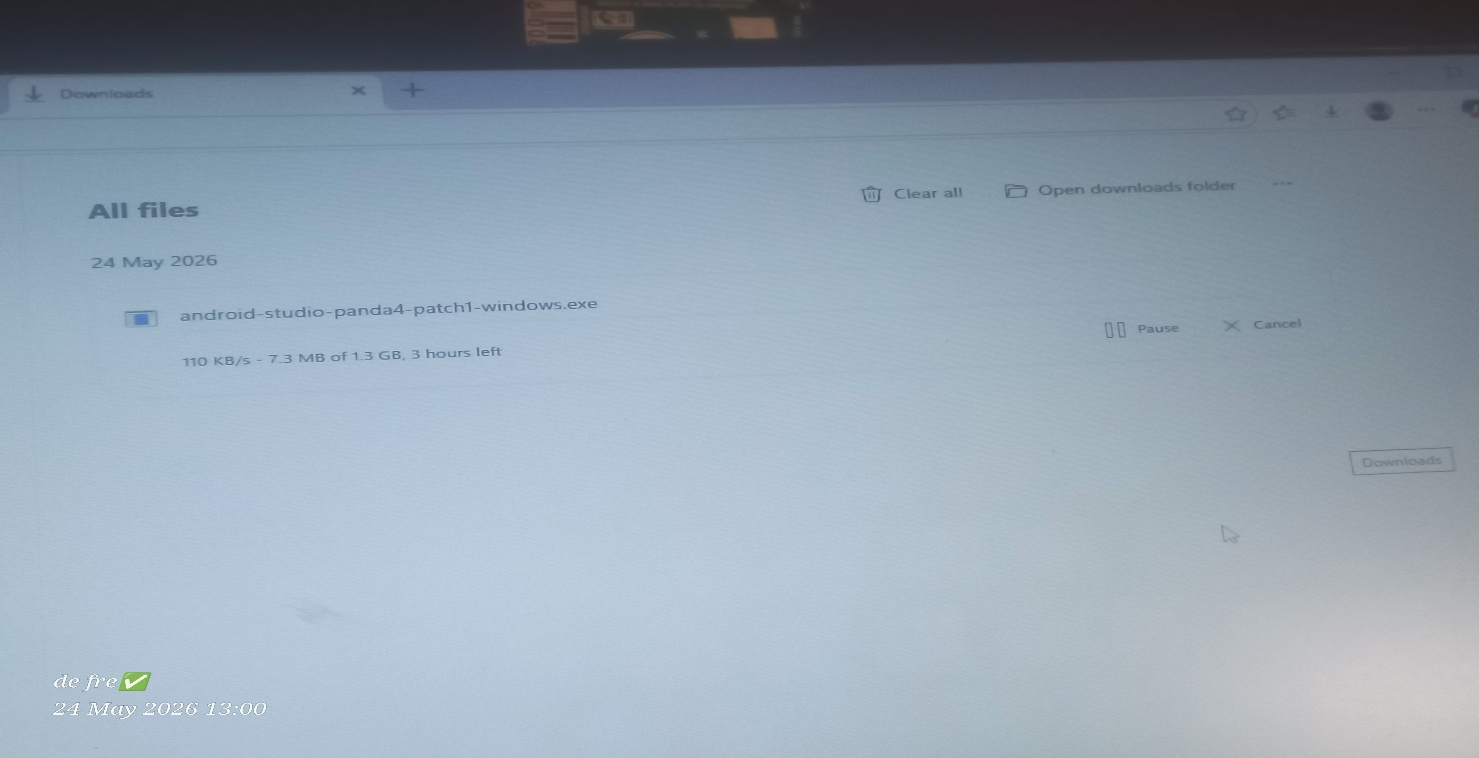 Downloads
All files
Clear all
Open downloads folder
24 May 2026
android-studio-panda4-patch1-windows.exe
110 KB/s - 7.3 MB of 1.3 GB, 3 hours left
Pause
Cancel
Downloads
de fre✅
24 May 2026 13:00